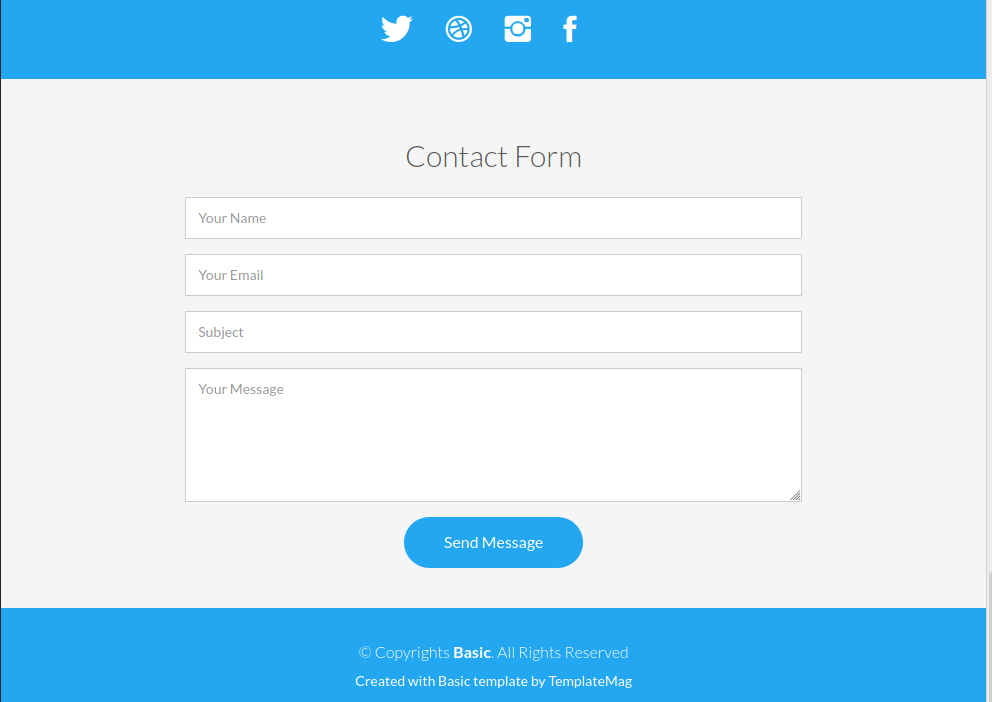 Contact Form
Your Name
Your Email
Subject
Your Message
Send Message
© Copyrights Basic. All Rights Reserved
Created with Basic template by TemplateMag